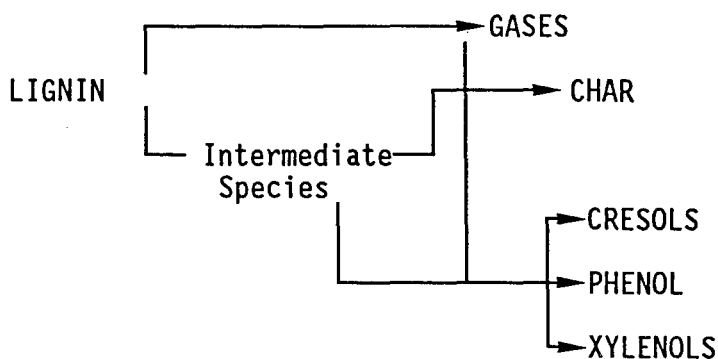 GASES
LIGNIN
CHAR
Intermediate
Species
CRESOLS
PHENOL
XYLENOLS